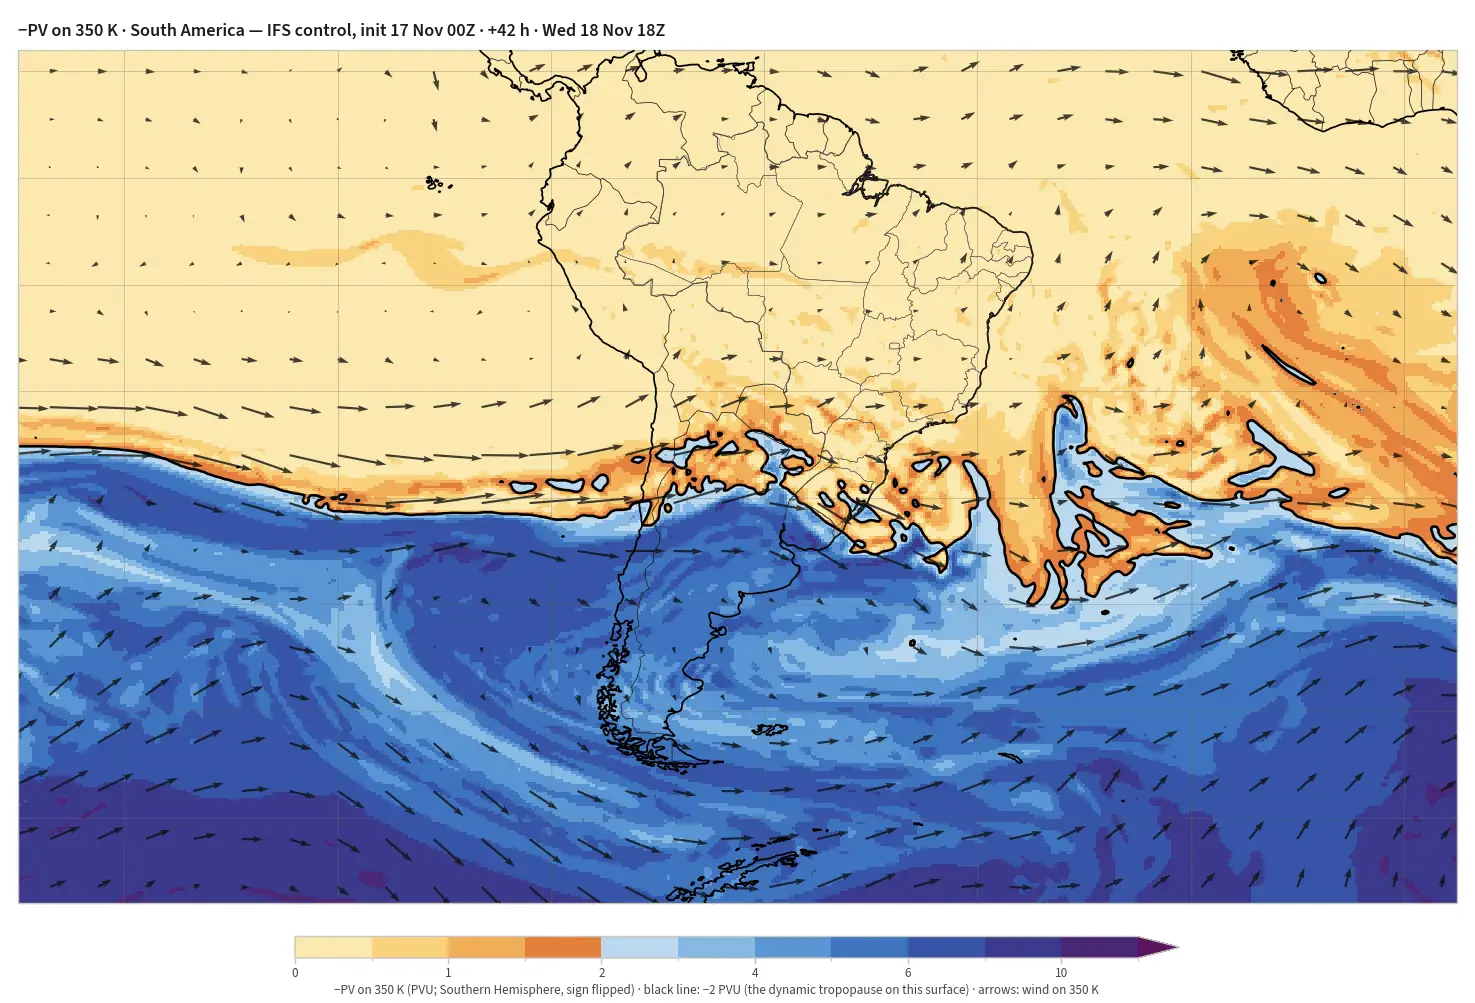 −PV on 350 K · South America — IFS control, init 17 Nov 00Z · +42 h · Wed 18 Nov 18Z
0 1 2 4 6 10
−PV on 350 K (PVU; Southern Hemisphere, sign flipped) · black line: −2 PVU (the dynamic tropopause on this surface) · arrows: wind on 350 K